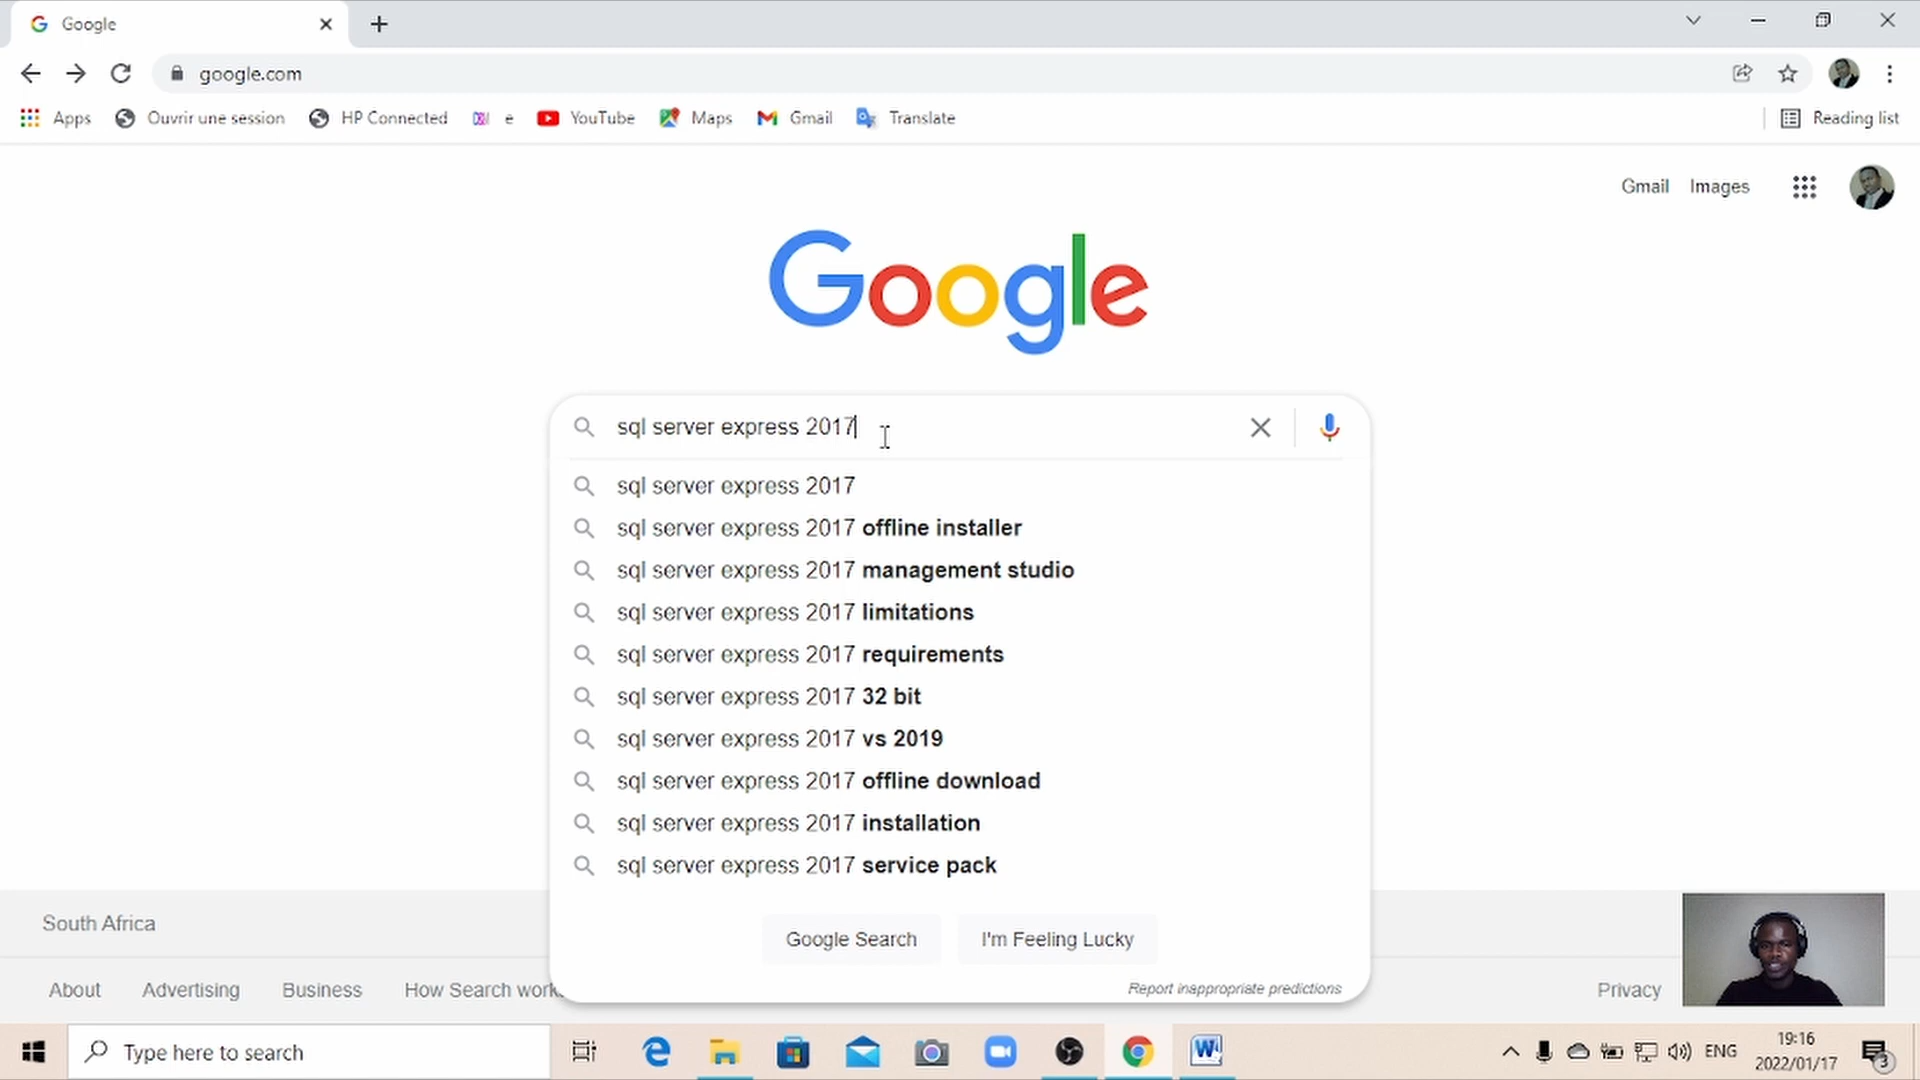 Google
google.com
Apps Ouvrir une session HP Connected e YouTube Maps Gmail Translate Reading list
Gmail Images
Google
sql server express 2017
sql server express 2017
sql server express 2017 offline installer
sql server express 2017 management studio
sql server express 2017 limitations
sql server express 2017 requirements
sql server express 2017 32 bit
sql server express 2017 vs 2019
sql server express 2017 offline download
sql server express 2017 installation
sql server express 2017 service pack
Google Search I'm Feeling Lucky
Report inappropriate predictions
South Africa
About Advertising Business How Search work Privacy
Type here to search
ENG
19:16
2022/01/17
3